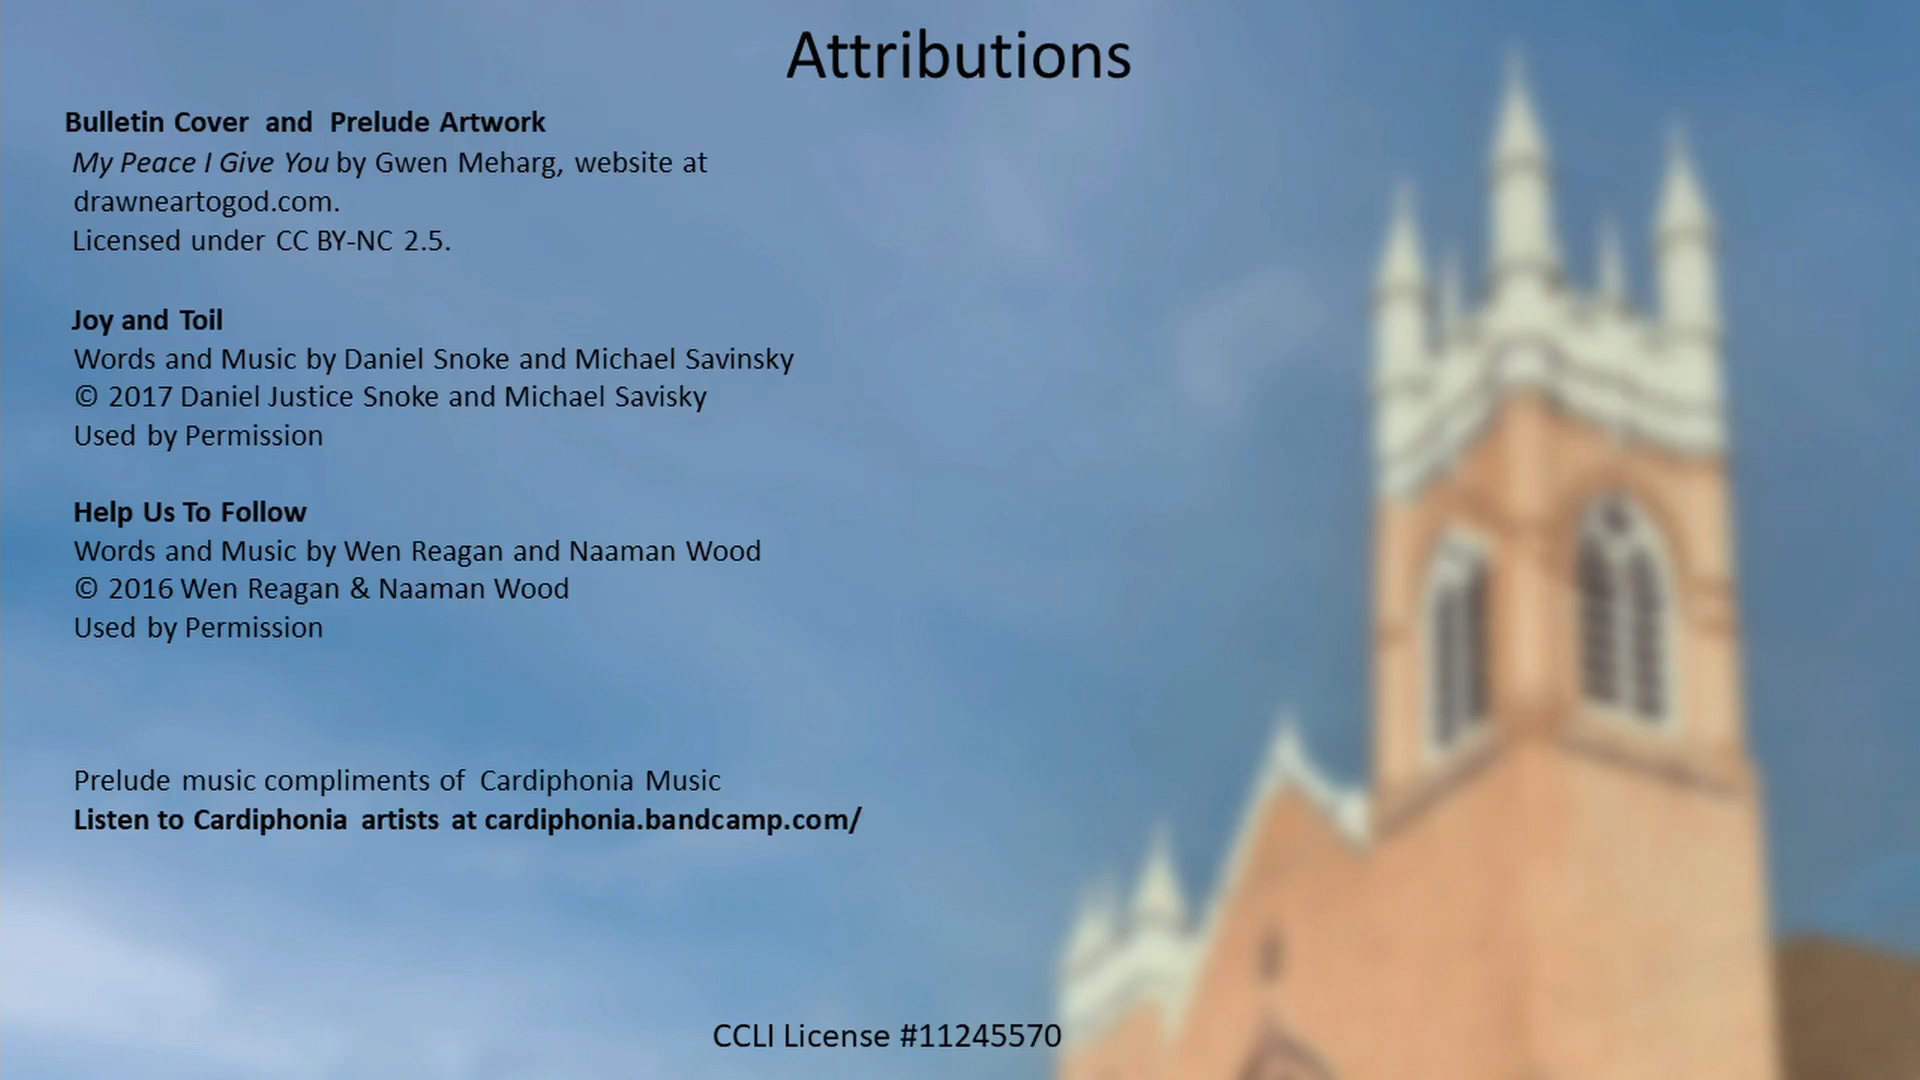 Attributions
Bulletin Cover and Prelude Artwork
My Peace I Give You by Gwen Meharg, website at
drawneartogod.com.
Licensed under CC BY-NC 2.5.
Joy and Toil
Words and Music by Daniel Snoke and Michael Savinsky
© 2017 Daniel Justice Snoke and Michael Savisky
Used by Permission
Help Us To Follow
Words and Music by Wen Reagan and Naaman Wood
© 2016 Wen Reagan & Naaman Wood
Used by Permission
Prelude music compliments of Cardiphonia Music
Listen to Cardiphonia artists at cardiphonia.bandcamp.com/
CCLI License #11245570